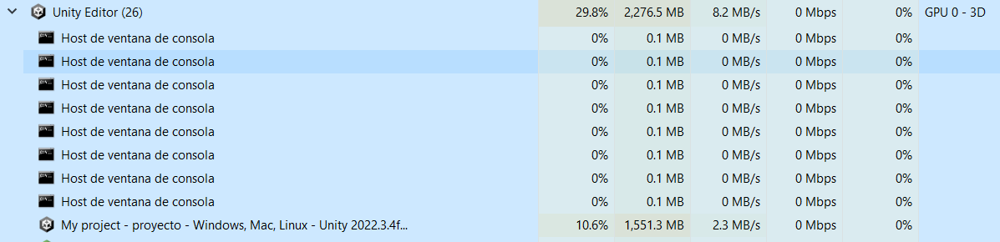 Unity Editor (26) 29.8% 2,276.5 MB 8.2 MB/s 0 Mbps 0% GPU 0 - 3D
Host de ventana de consola 0% 0.1 MB 0 MB/s 0 Mbps 0%
Host de ventana de consola 0% 0.1 MB 0 MB/s 0 Mbps 0%
Host de ventana de consola 0% 0.1 MB 0 MB/s 0 Mbps 0%
Host de ventana de consola 0% 0.1 MB 0 MB/s 0 Mbps 0%
Host de ventana de consola 0% 0.1 MB 0 MB/s 0 Mbps 0%
Host de ventana de consola 0% 0.1 MB 0 MB/s 0 Mbps 0%
Host de ventana de consola 0% 0.1 MB 0 MB/s 0 Mbps 0%
Host de ventana de consola 0% 0.1 MB 0 MB/s 0 Mbps 0%
My project - proyecto - Windows, Mac, Linux - Unity 2022.3.4f... 10.6% 1,551.3 MB 2.3 MB/s 0 Mbps 0%